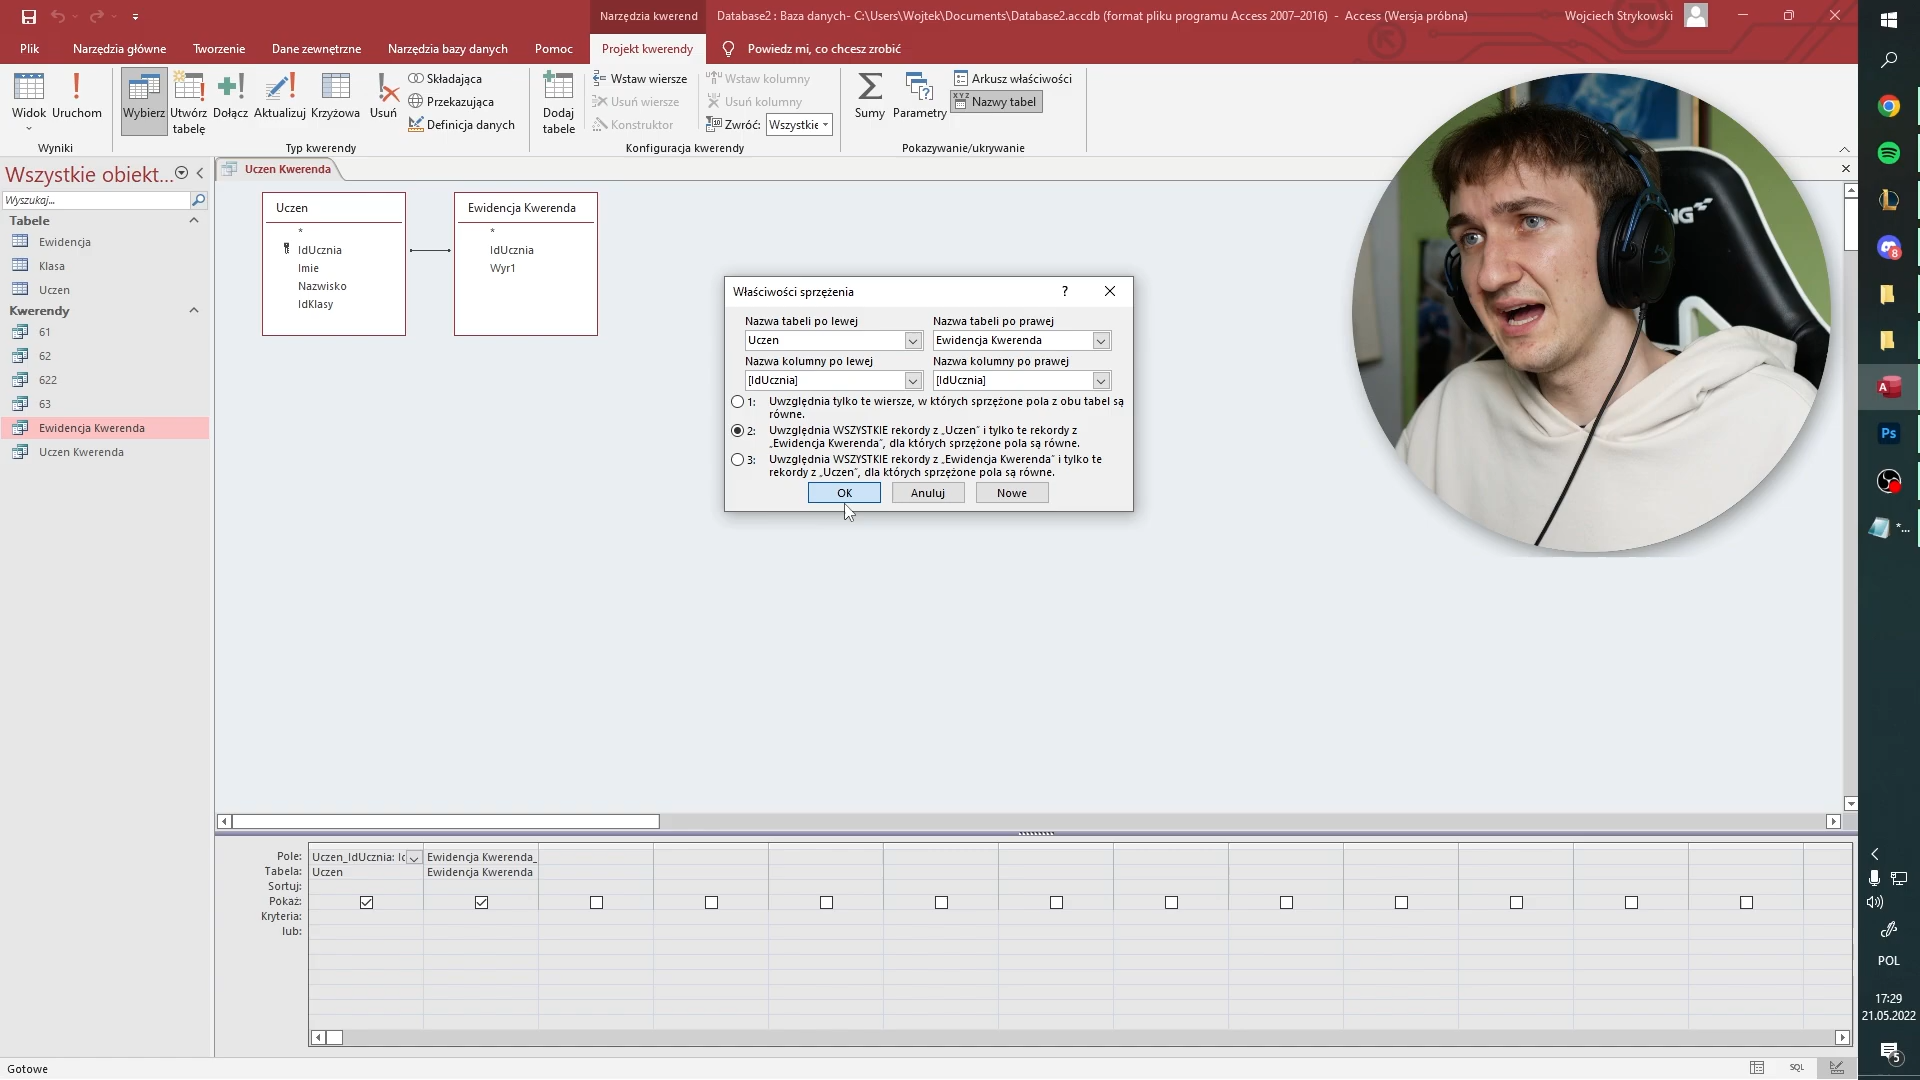 Narzędzia kwerend
Database2 : Baza danych- C:\Users\Wojtek\Documents\Database2.accdb (format pliku programu Access 2007–2016) - Access (Wersja próbna)
Wojciech Strykowski
Plik
Narzędzia główne
Tworzenie
Dane zewnętrzne
Narzędzia bazy danych
Pomoc
Projekt kwerendy
Powiedz mi, co chcesz zrobić
Widok
Uruchom
Wyniki
Wybierz
Utwórz tabelę
Dołącz
Aktualizuj
Krzyżowa
Usuń
Składająca
Przekazująca
Definicja danych
Typ kwerendy
Dodaj tabele
Wstaw wiersze
Usuń wiersze
Konstruktor
Wstaw kolumny
Usuń kolumny
Zwróć: Wszystkie
Konfiguracja kwerendy
Sumy
Parametry
Arkusz właściwości
Nazwy tabel
Pokazywanie/ukrywanie
Wszystkie obiekt...
Wyszukaj...
Tabele
Ewidencja
Klasa
Uczen
Kwerendy
61
62
622
63
Ewidencja Kwerenda
Uczen Kwerenda
Uczen Kwerenda
Uczen
*
IdUcznia
Imie
Nazwisko
IdKlasy
Ewidencja Kwerenda
*
IdUcznia
Wyr1
Właściwości sprzężenia
?
Nazwa tabeli po lewej
Nazwa tabeli po prawej
Uczen
Ewidencja Kwerenda
Nazwa kolumny po lewej
Nazwa kolumny po prawej
[IdUcznia]
[IdUcznia]
1: Uwzględnia tylko te wiersze, w których sprzężone pola z obu tabel są
równe.
2: Uwzględnia WSZYSTKIE rekordy z „Uczen” i tylko te rekordy z
„Ewidencja Kwerenda”, dla których sprzężone pola są równe.
3: Uwzględnia WSZYSTKIE rekordy z „Ewidencja Kwerenda” i tylko te
rekordy z „Uczen”, dla których sprzężone pola są równe.
OK
Anuluj
Nowe
Pole: Uczen_IdUcznia: Ic Ewidencja Kwerenda_
Tabela: Uczen Ewidencja Kwerenda
Sortuj:
Pokaż:
Kryteria:
lub:
Gotowe
SQL
Ps
8
POL
17:29
21.05.2022
5